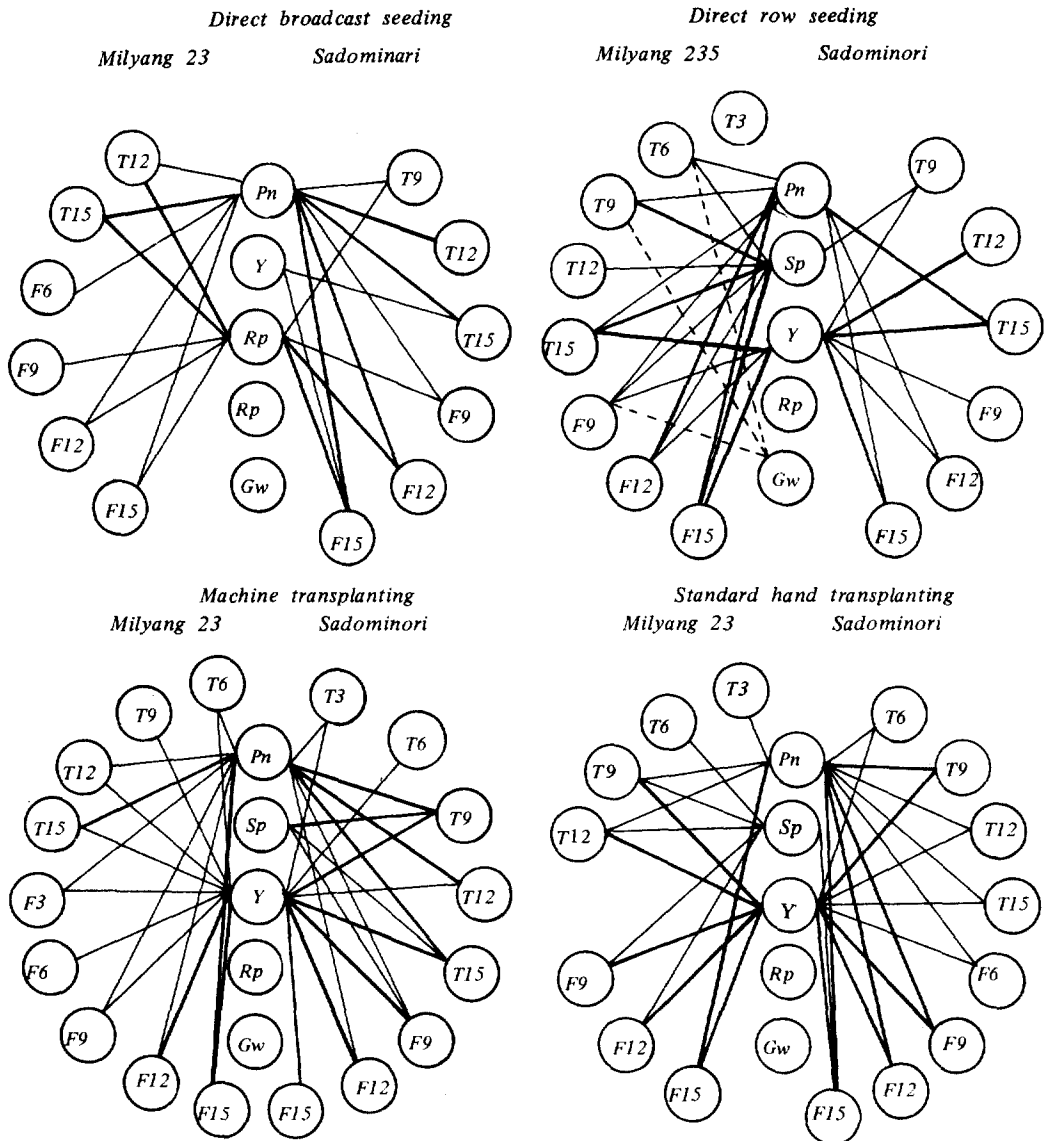 Direct broadcast seeding
Milyang 23 Sadominari
T12
Pn
T9
T15
Y
T12
F6
Rp
T15
F9
Rp
F9
F12
Gw
F12
F15
F15
Direct row seeding
Milyang 235 Sadominori
T3
T6
Pn
T9
T9
Sp
T12
T12
Y
T15
T15
Rp
F9
F9
Gw
F12
F12
F15
F15
Machine transplanting
Milyang 23 Sadominori
T6
T3
T9
Pn
T6
T12
Sp
T9
T15
Y
T12
F3
Rp
T15
F6
Gw
F9
F9
F12
F12
F15
F15
Standard hand transplanting
Milyang 23 Sadominori
T3
T6
T6
Pn
T9
T9
Sp
T12
T12
Y
T15
Rp
F6
F9
Gw
F9
F12
F12
F15
F15